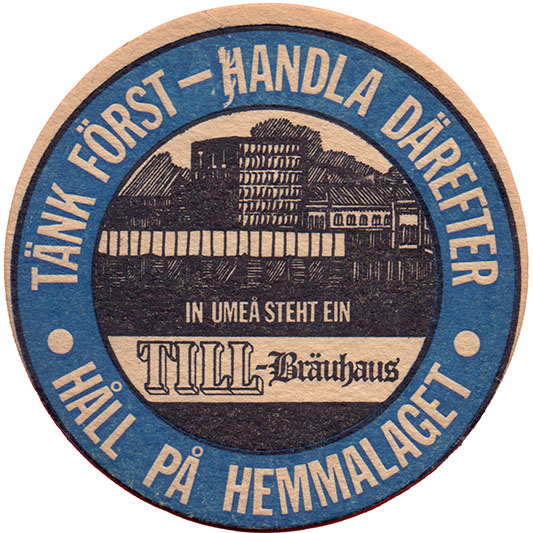 TÄNK FÖRST – HANDLA DÄREFTER
IN UMEÅ STEHT EIN
TILL-Bräuhaus
• HÅLL PÅ HEMMALAGET •